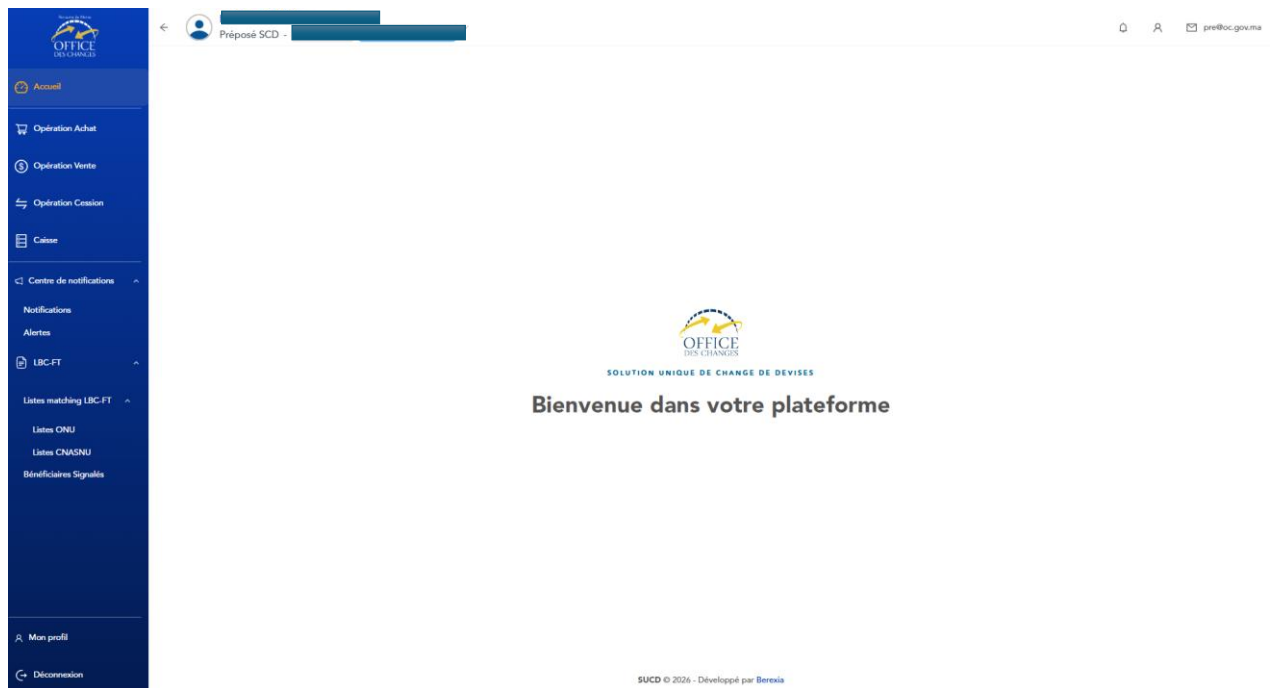 OFFICE
DES CHANGES
Accueil
Opération Achat
Opération Vente
Opération Cession
Caisse
Centre de notifications
Notifications
Alertes
LBC-FT
Listes matching LBC-FT
Listes ONU
Listes CNASNU
Bénéficiaires Signalés
Mon profil
Déconnexion
Préposé SCD -
pre@oc.gov.ma
OFFICE
DES CHANGES
SOLUTION UNIQUE DE CHANGE DE DEVISES
Bienvenue dans votre plateforme
SUCD © 2026 - Développé par Berexia